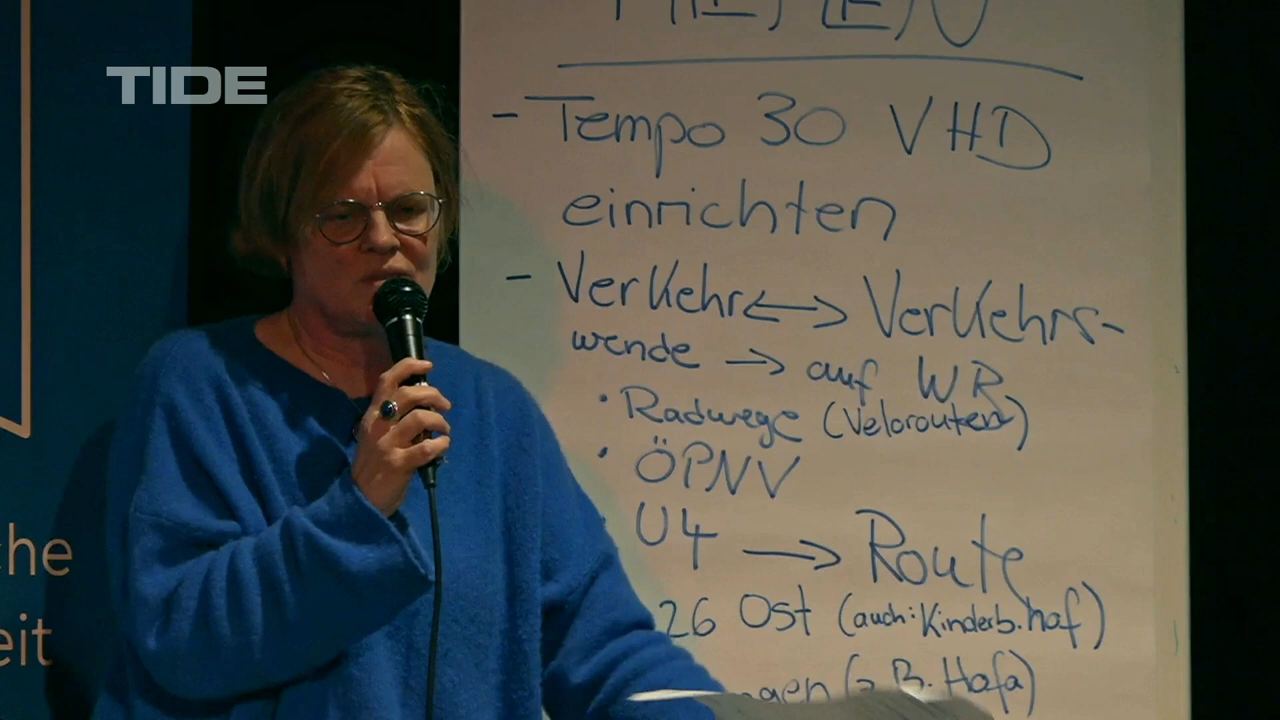 TIDE
- Tempo 30 VHD
einrichten
- Verkehr <-> Verkehrs-
wende -> auf WR
• Radwege (Velorouten)
• ÖPNV
U4 -> Route
26 Ost (auch: Kinderb.haf)
(z.B. Hafa)
che
eit